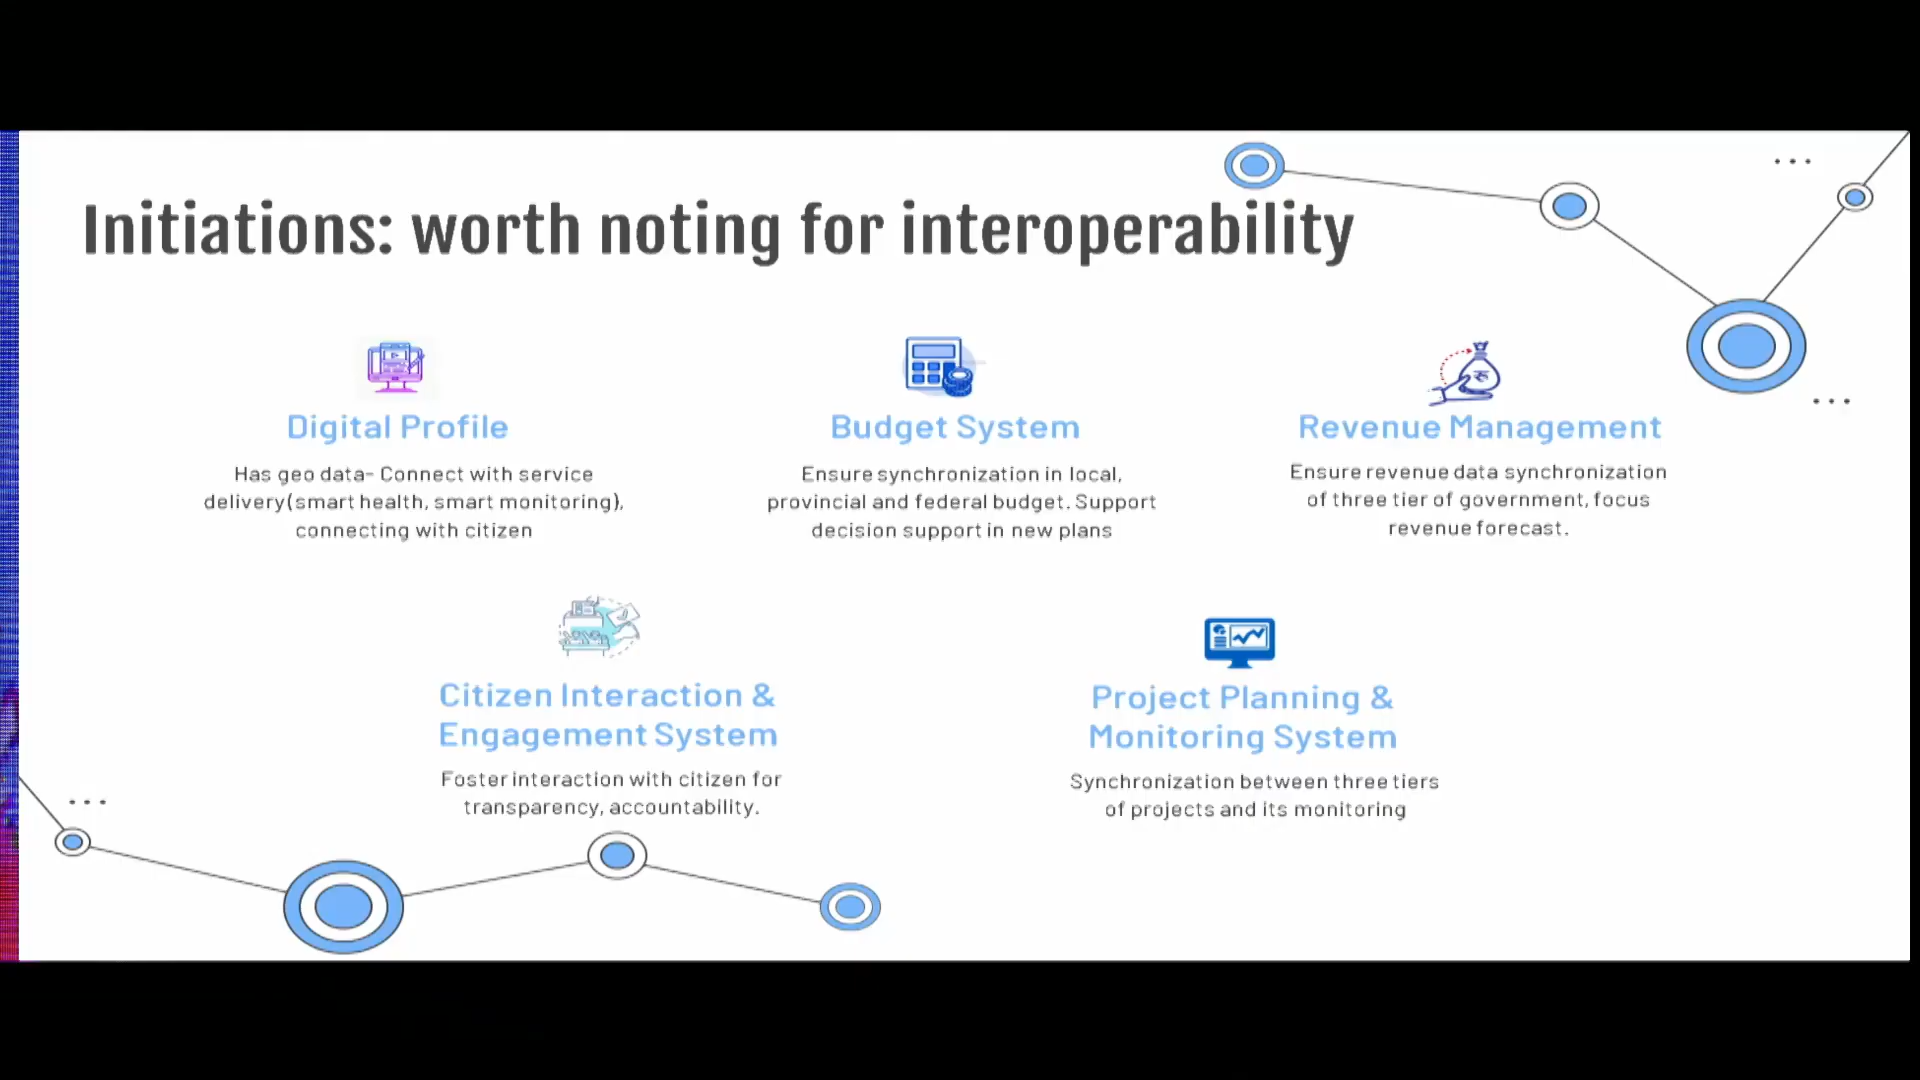 Initiations: worth noting for interoperability
Digital Profile
Has geo data- Connect with service
delivery(smart health, smart monitoring),
connecting with citizen
Budget System
Ensure synchronization in local,
provincial and federal budget. Support
decision support in new plans
Revenue Management
Ensure revenue data synchronization
of three tier of government, focus
revenue forecast.
Citizen Interaction &
Engagement System
Foster interaction with citizen for
transparency, accountability.
Project Planning &
Monitoring System
Synchronization between three tiers
of projects and its monitoring